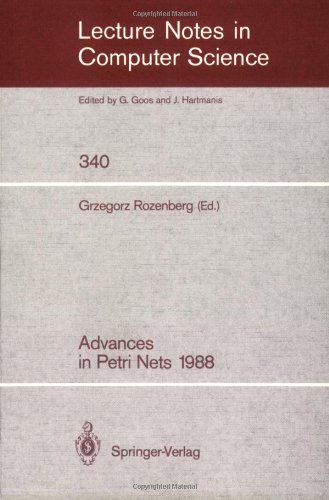 Lecture Notes in
Computer Science
Edited by G. Goos and J. Hartmanis
340
Grzegorz Rozenberg (Ed.)
Advances
in Petri Nets 1988
Springer-Verlag